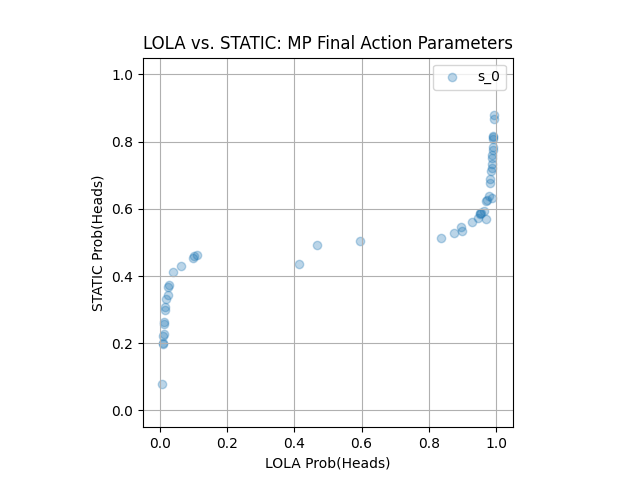 LOLA vs. STATIC: MP Final Action Parameters
s_0
STATIC Prob(Heads)
1.0
0.8
0.6
0.4
0.2
0.0
0.0 0.2 0.4 0.6 0.8 1.0
LOLA Prob(Heads)